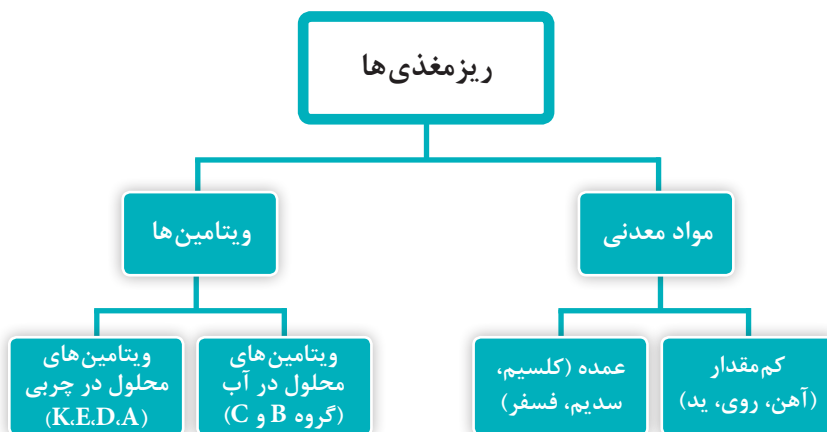 ریزمغذی‌ها
مواد معدنی
ویتامین‌ها
کم‌مقدار
(آهن، روی، ید)
عمده (کلسیم،
سدیم، فسفر)
ویتامین‌های
محلول در آب
(گروه B و C)
ویتامین‌های
محلول در چربی
(K،E،D،A)